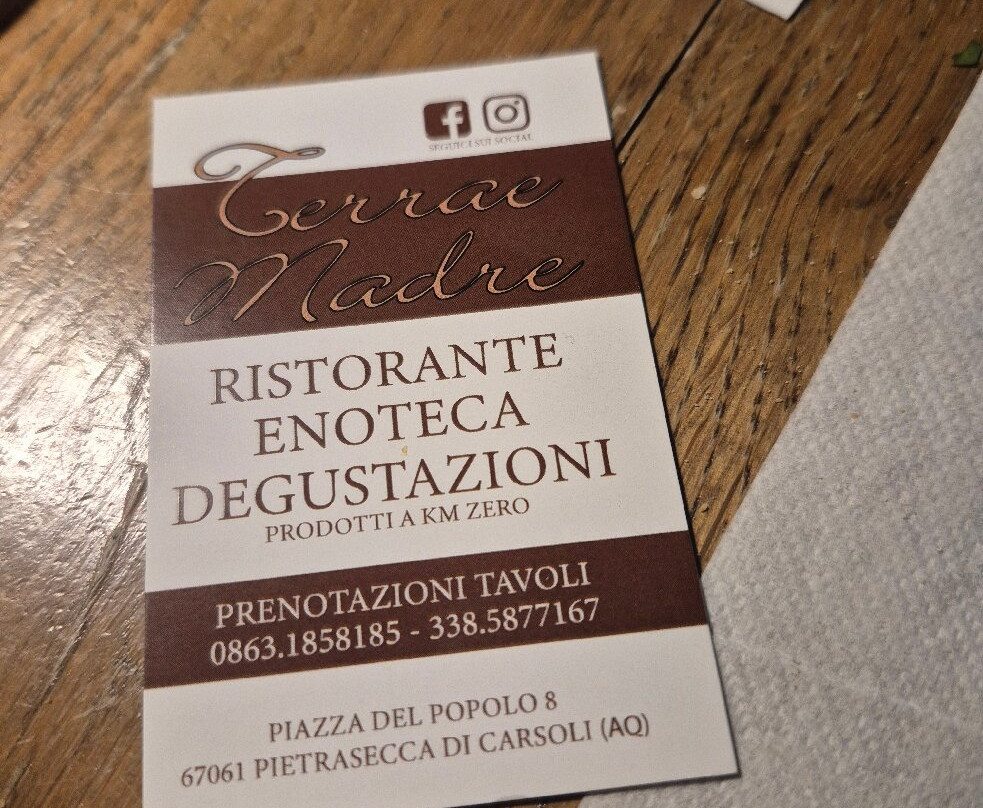 SEGUICI SUI SOCIAL
Terrae
Madre
RISTORANTE
ENOTECA
DEGUSTAZIONI
PRODOTTI A KM ZERO
PRENOTAZIONI TAVOLI
0863.1858185 - 338.5877167
PIAZZA DEL POPOLO 8
67061 PIETRASECCA DI CARSOLI (AQ)